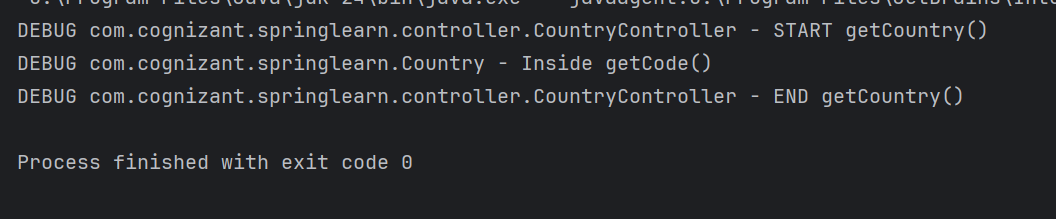 DEBUG com.cognizant.springlearn.controller.CountryController - START getCountry()
DEBUG com.cognizant.springlearn.Country - Inside getCode()
DEBUG com.cognizant.springlearn.controller.CountryController - END getCountry()
Process finished with exit code 0